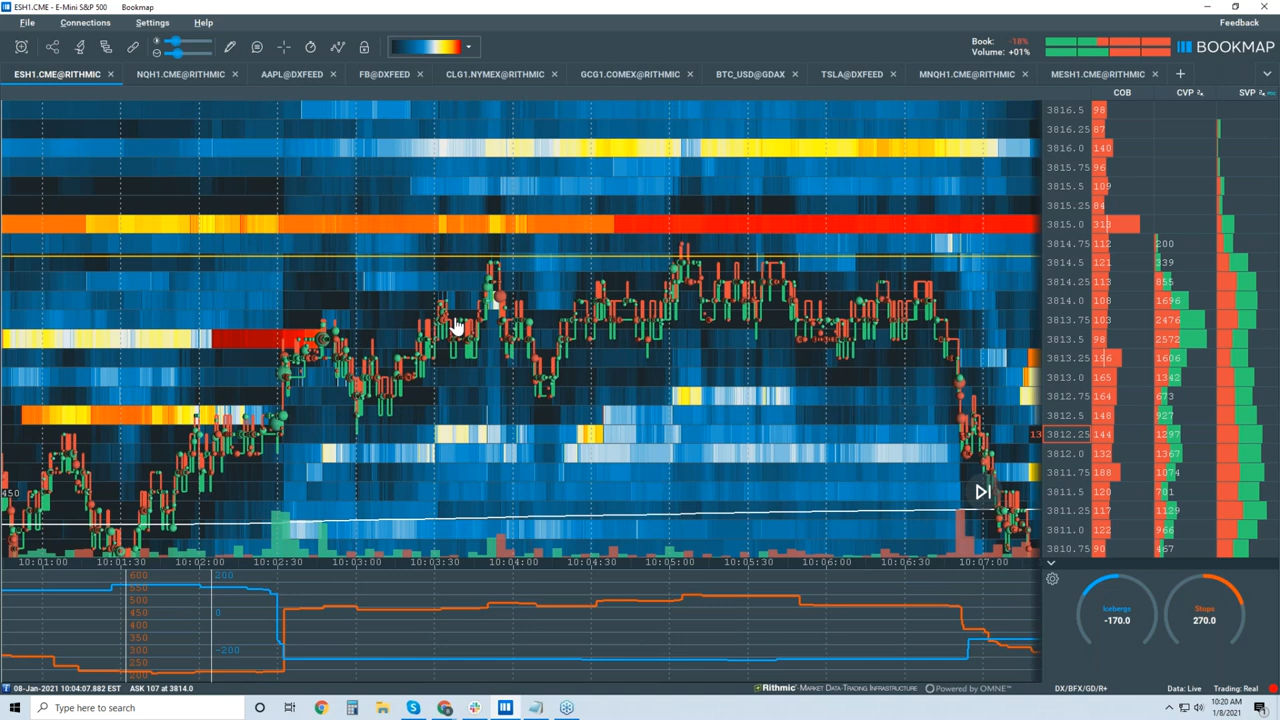 ESH1.CME - E-Mini S&P 500 Bookmap
File Connections Settings Help Feedback
Book: -18%
Volume: +01%
BOOKMAP
ESH1.CME@RITHMIC NQH1.CME@RITHMIC AAPL@DXFEED FB@DXFEED CLG1.NYMEX@RITHMIC GCG1.COMEX@RITHMIC BTC_USD@GDAX TSLA@DXFEED MNQH1.CME@RITHMIC MESH1.CME@RITHMIC
COB CVP SVP
3816.5 98
3816.25 87
3816.0 140
3815.75 96
3815.5 109
3815.25 84
3815.0 313
3814.75 112 200
3814.5 121 339
3814.25 113 855
3814.0 108 1696
3813.75 103 2476
3813.5 98 2572
3813.25 196 1606
3813.0 165 1342
3812.75 164 673
3812.5 148 927
13 3812.25 144 1297
3812.0 132 1367
3811.75 188 1074
3811.5 120 701
450
3811.25 117 1129
3811.0 122 966
3810.75 90 467
10:01:00 10:01:30 10:02:00 10:02:30 10:03:00 10:03:30 10:04:00 10:04:30 10:05:00 10:05:30 10:06:00 10:06:30 10:07:00
600 200
550
500
450 0
400
350
300 -200
250
200
Icebergs
-170.0
Stops
270.0
08-Jan-2021 10:04:07.882 EST ASK 107 at 3814.0 Rithmic MARKET DATA-TRADING INFRASTRUCTURE Powered by OMNE™ DX/BFX/GD/R+ Data: Live Trading: Real
Type here to search
10:20 AM
1/8/2021